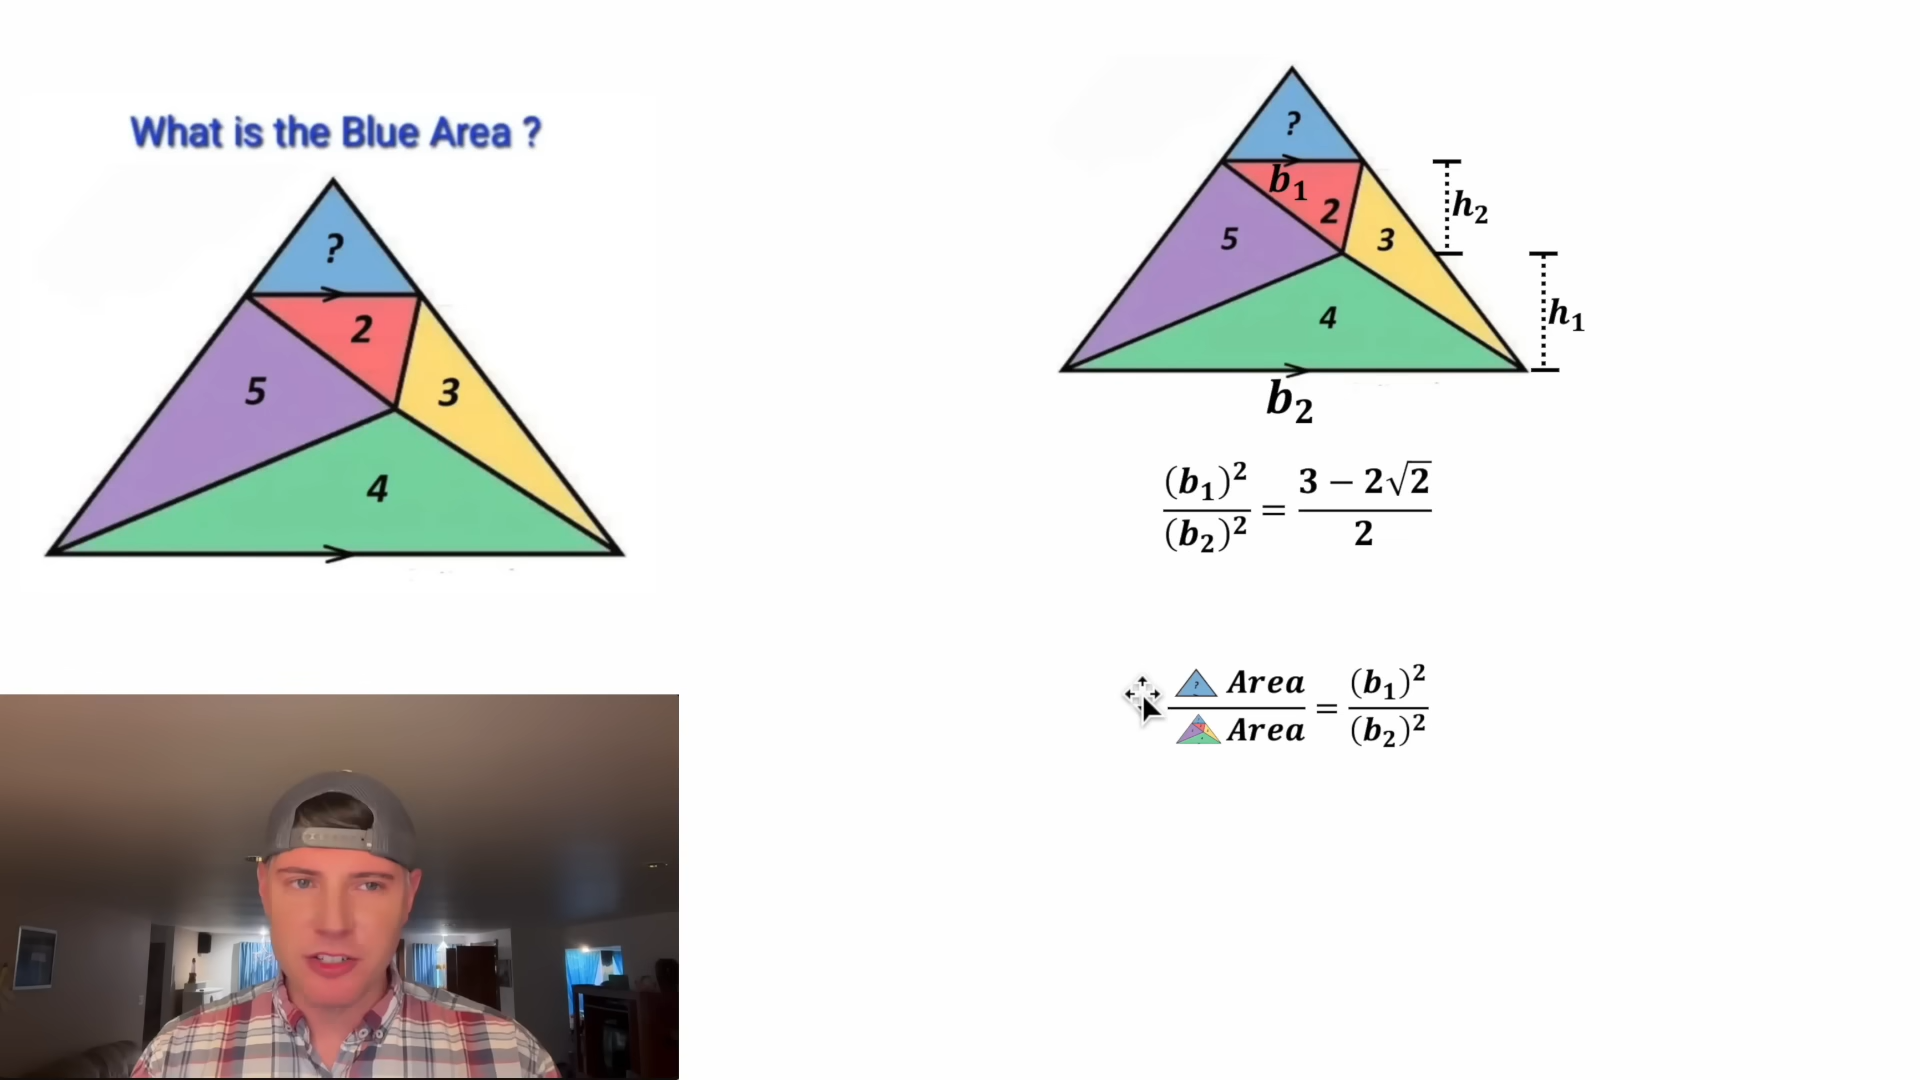 What is the Blue Area ?
?
2
5
3
4
?
b₁
2
5
3
4
h₂
h₁
b₂
(b₁)²/(b₂)² = (3 − 2√2)/2
? Area/Area = (b₁)²/(b₂)²